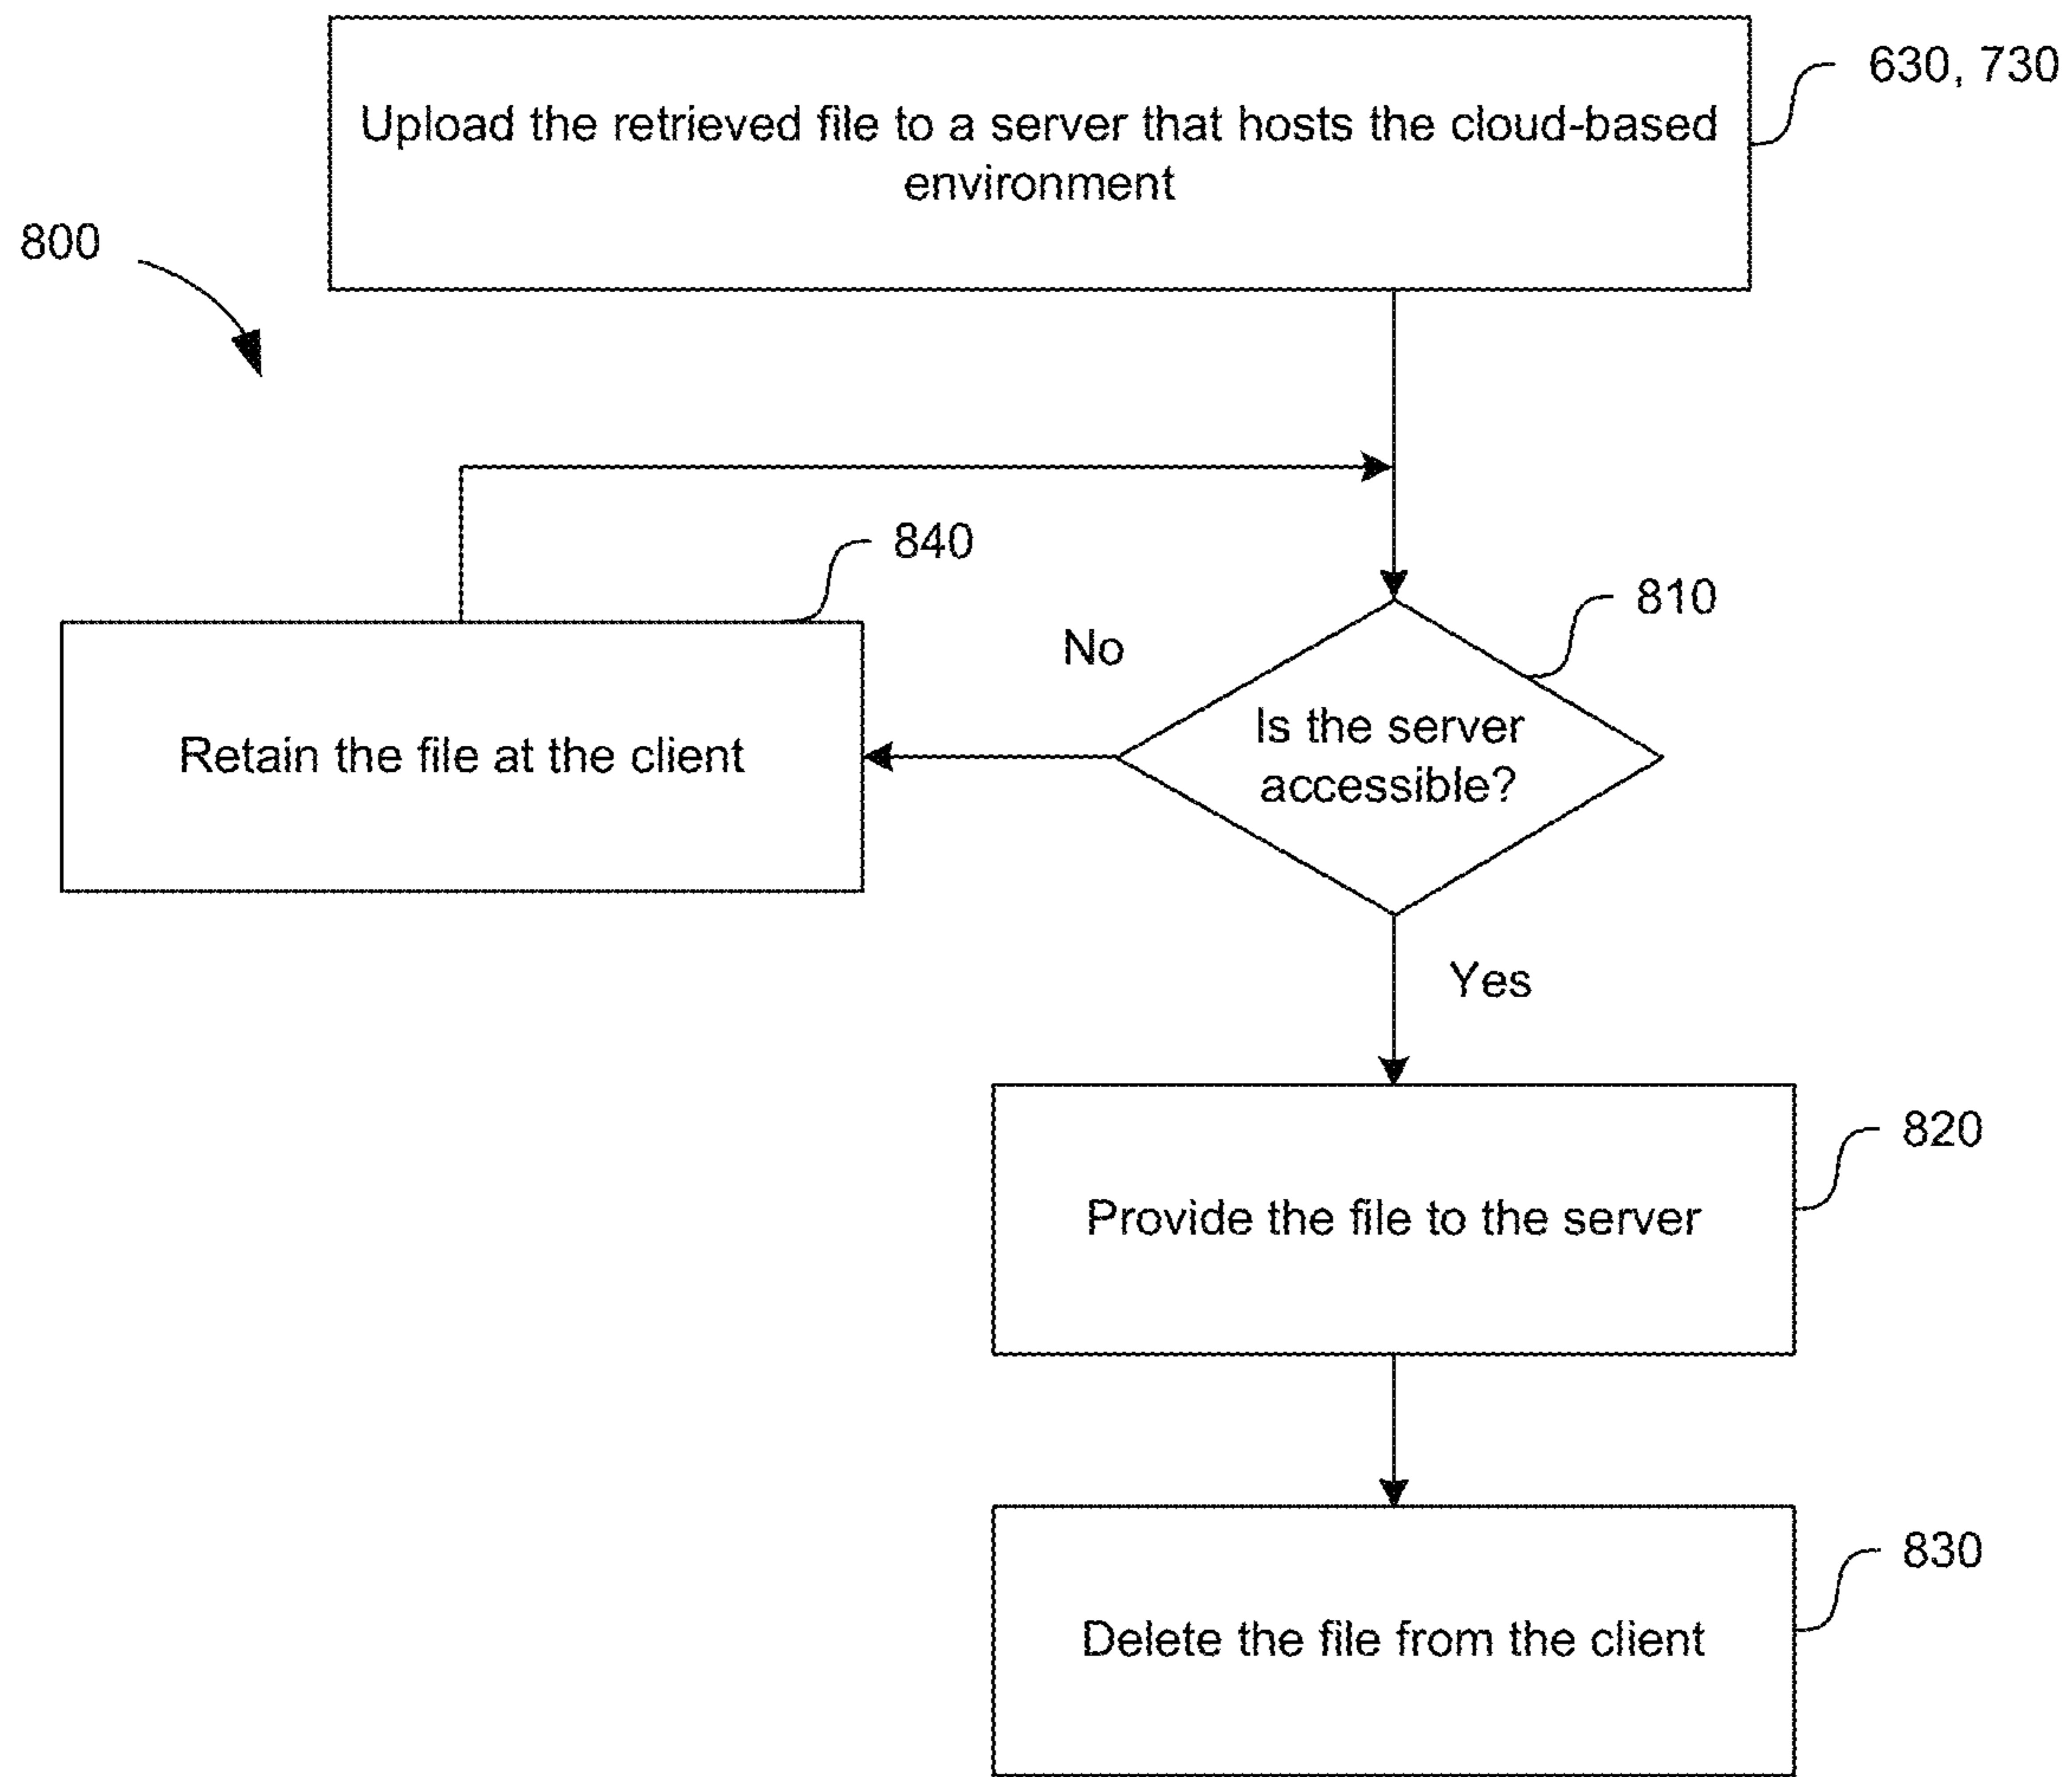 Upload the retrieved file to a server that hosts the cloud-based
environment
630, 730
800
840
Retain the file at the client
No
810
Is the server
accessible?
Yes
820
Provide the file to the server
830
Delete the file from the client